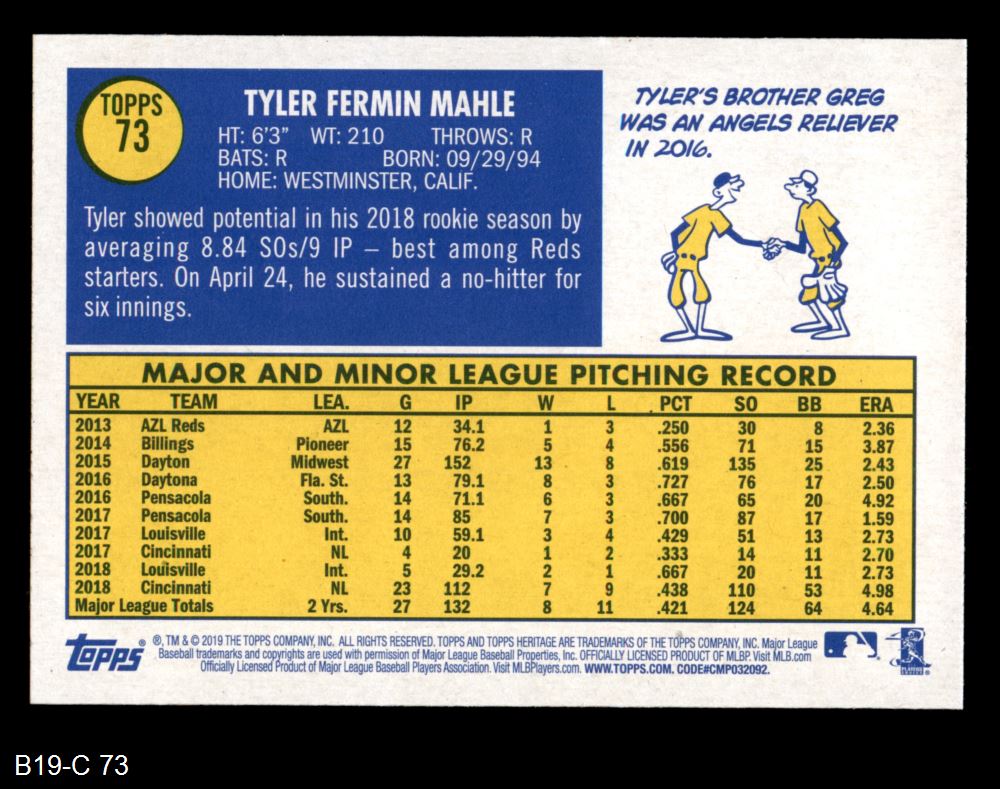 TOPPS
73
TYLER FERMIN MAHLE
HT: 6'3" WT: 210 THROWS: R
BATS: R BORN: 09/29/94
HOME: WESTMINSTER, CALIF.
Tyler showed potential in his 2018 rookie season by
averaging 8.84 SOs/9 IP – best among Reds
starters. On April 24, he sustained a no-hitter for
six innings.
TYLER'S BROTHER GREG
WAS AN ANGELS RELIEVER
IN 2016.
MAJOR AND MINOR LEAGUE PITCHING RECORD
YEAR TEAM LEA. G IP W L PCT SO BB ERA
2013 AZL Reds AZL 12 34.1 1 3 .250 30 8 2.36
2014 Billings Pioneer 15 76.2 5 4 .556 71 15 3.87
2015 Dayton Midwest 27 152 13 8 .619 135 25 2.43
2016 Daytona Fla. St. 13 79.1 8 3 .727 76 17 2.50
2016 Pensacola South. 14 71.1 6 3 .667 65 20 4.92
2017 Pensacola South. 14 85 7 3 .700 87 17 1.59
2017 Louisville Int. 10 59.1 3 4 .429 51 13 2.73
2017 Cincinnati NL 4 20 1 2 .333 14 11 2.70
2018 Louisville Int. 5 29.2 2 1 .667 20 11 2.73
2018 Cincinnati NL 23 112 7 9 .438 110 53 4.98
Major League Totals 2 Yrs. 27 132 8 11 .421 124 64 4.64
Topps ® ®, TM & © 2019 THE TOPPS COMPANY, INC. ALL RIGHTS RESERVED. TOPPS AND TOPPS HERITAGE ARE TRADEMARKS OF THE TOPPS COMPANY, INC. Major League
Baseball trademarks and copyrights are used with permission of Major League Baseball Properties, Inc. OFFICIALLY LICENSED PRODUCT OF MLBP. Visit MLB.com
Officially Licensed Product of Major League Baseball Players Association. Visit MLBPlayers.com. WWW.TOPPS.COM. CODE#CMP032092.
B19-C 73